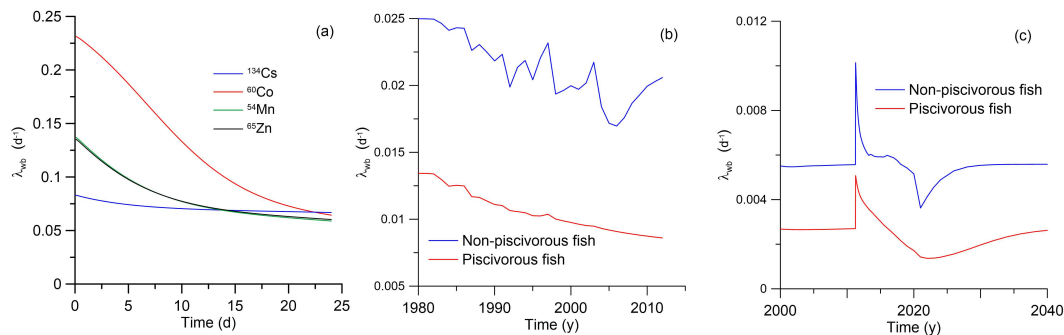 (a)
0.25
0.2
0.15
0.1
0.05
0
λwb (d⁻¹)
¹³⁴Cs
⁶⁰Co
⁵⁴Mn
⁶⁵Zn
0 5 10 15 20 25
Time (d)
(b)
0.025
0.02
0.015
0.01
0.005
λwb (d⁻¹)
Non-piscivorous fish
Piscivorous fish
1980 1990 2000 2010
Time (y)
(c)
0.012
0.008
0.004
0
λwb (d⁻¹)
Non-piscivorous fish
Piscivorous fish
2000 2010 2020 2040
Time (y)